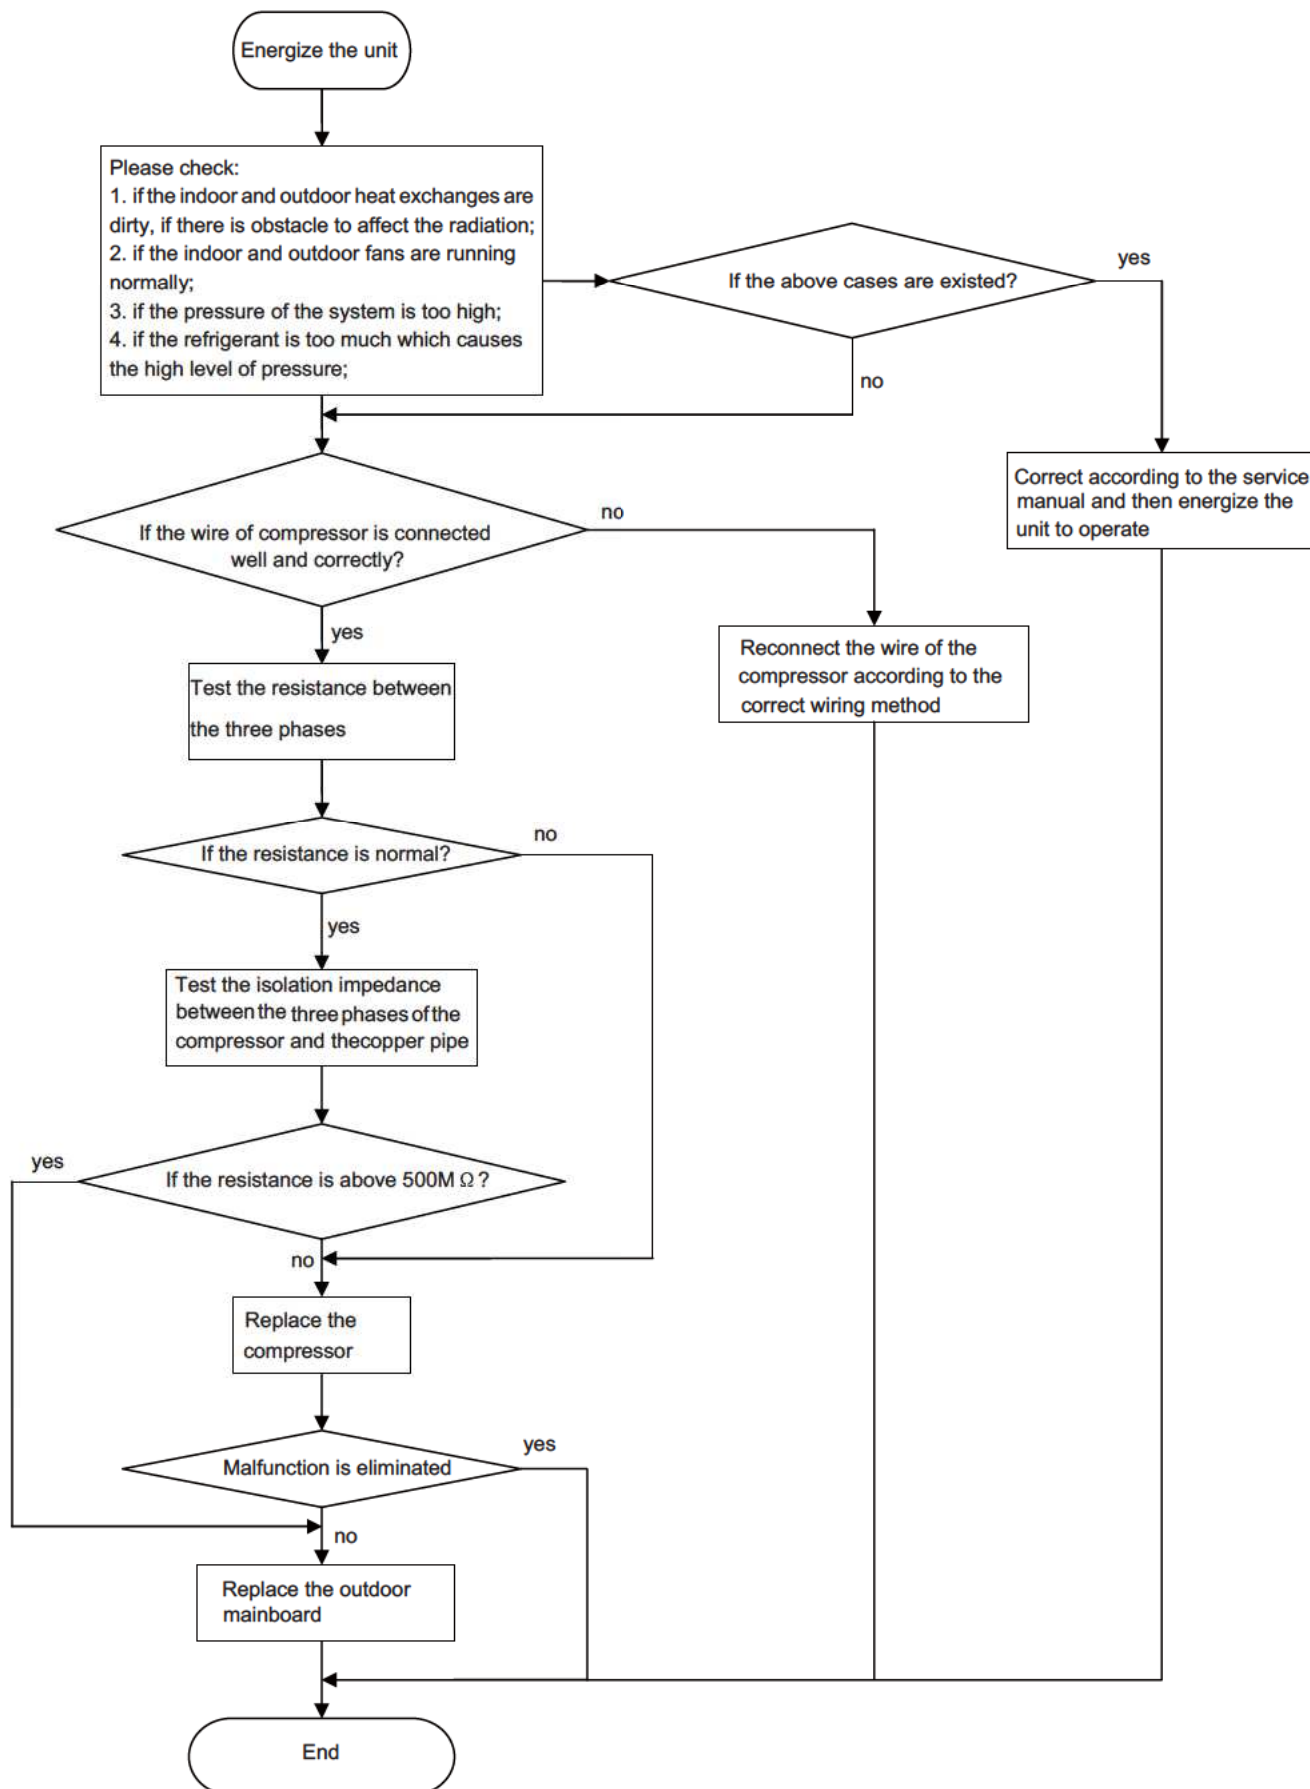 Energize the unit
Please check:
1. if the indoor and outdoor heat exchanges are
dirty, if there is obstacle to affect the radiation;
2. if the indoor and outdoor fans are running
normally;
3. if the pressure of the system is too high;
4. if the refrigerant is too much which causes
the high level of pressure;
If the above cases are existed?
yes
no
Correct according to the service
manual and then energize the
unit to operate
If the wire of compressor is connected
well and correctly?
no
yes
Reconnect the wire of the
compressor according to the
correct wiring method
Test the resistance between
the three phases
If the resistance is normal?
no
yes
Test the isolation impedance
between the three phases of the
compressor and thecopper pipe
yes
If the resistance is above 500M Ω ?
no
Replace the
compressor
Malfunction is eliminated
yes
no
Replace the outdoor
mainboard
End